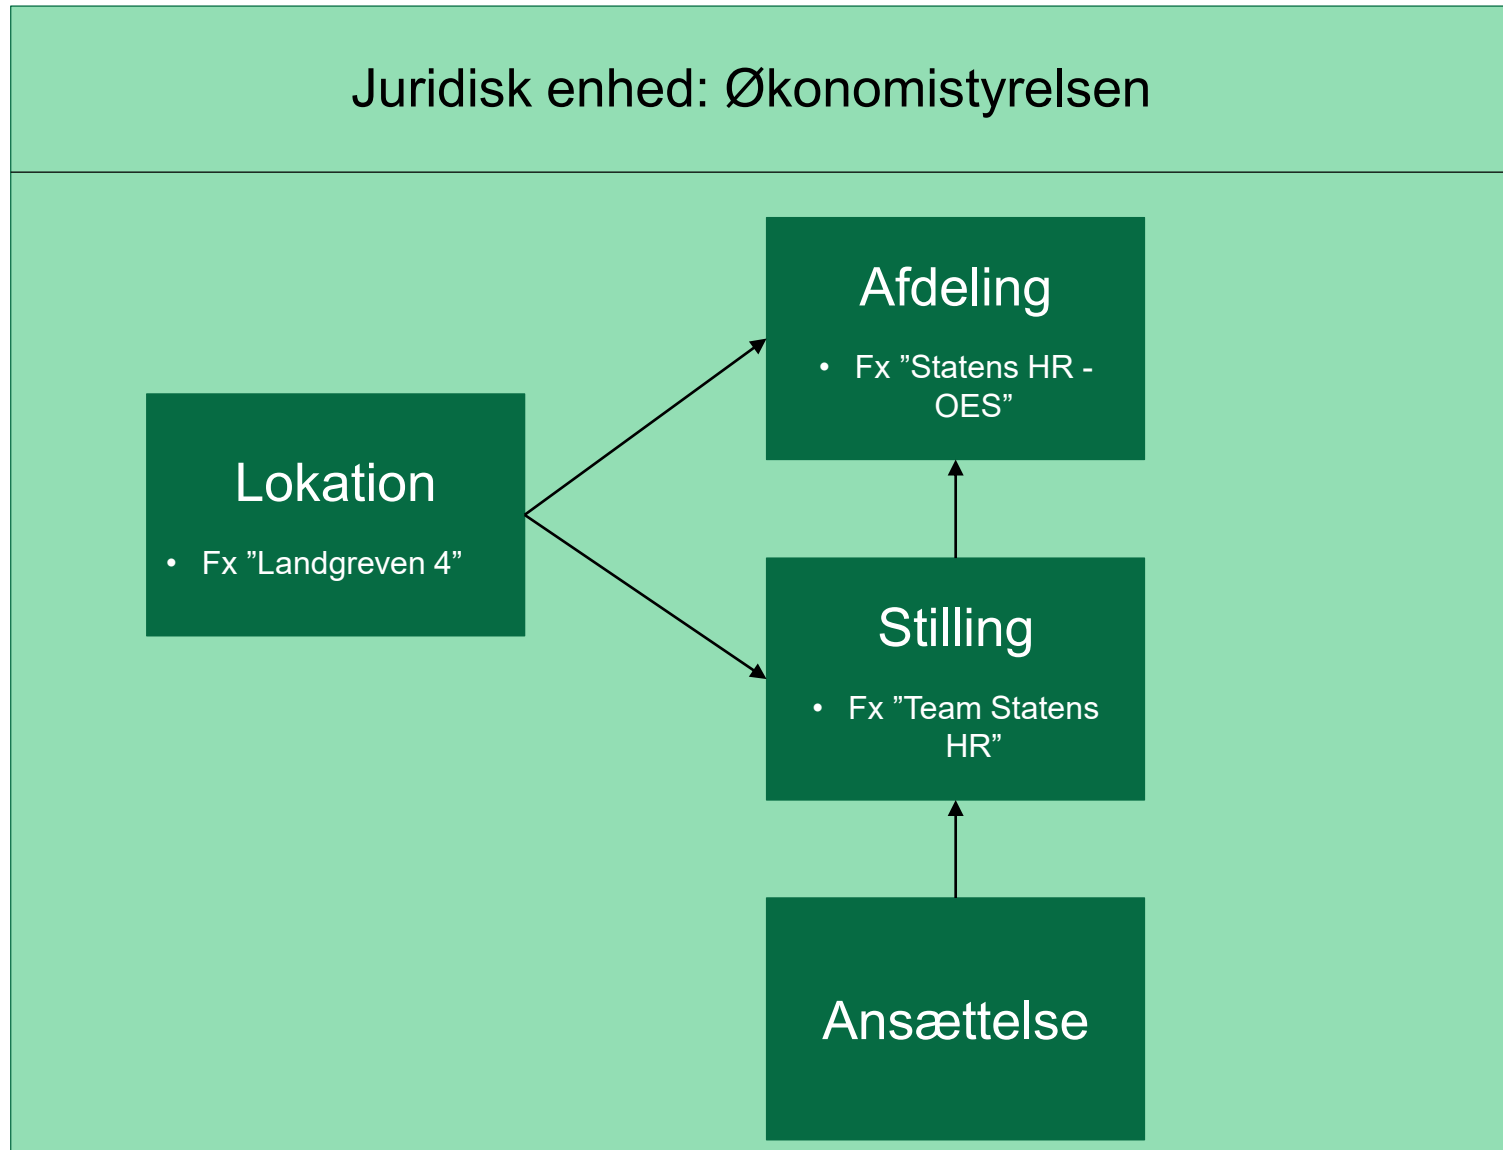 Juridisk enhed: Økonomistyrelsen
Afdeling
• Fx ”Statens HR -
OES”
Lokation
• Fx ”Landgreven 4”
Stilling
• Fx ”Team Statens
HR”
Ansættelse